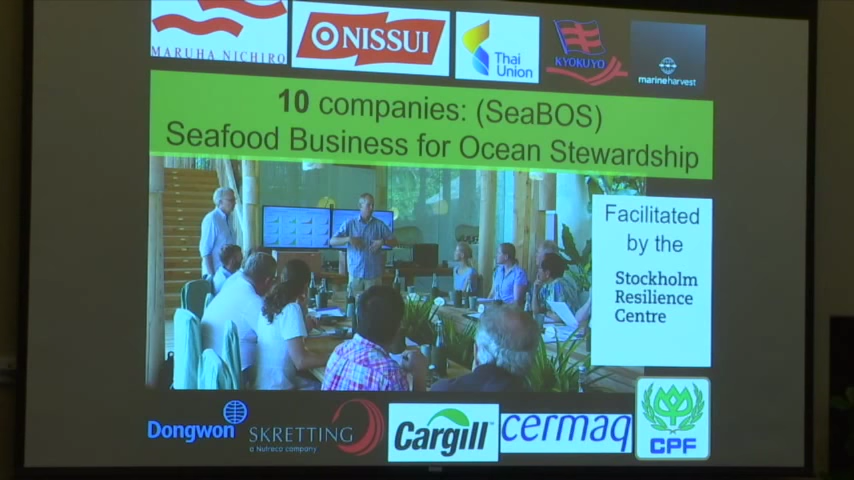 MARUHA NICHIRO
NISSUI
Thai
Union
KYOKUYO
marineharvest
10 companies: (SeaBOS)
Seafood Business for Ocean Stewardship
Facilitated
by the
Stockholm
Resilience
Centre
Dongwon
SKRETTING
a Nutreco company
Cargill
cermaq
CPF